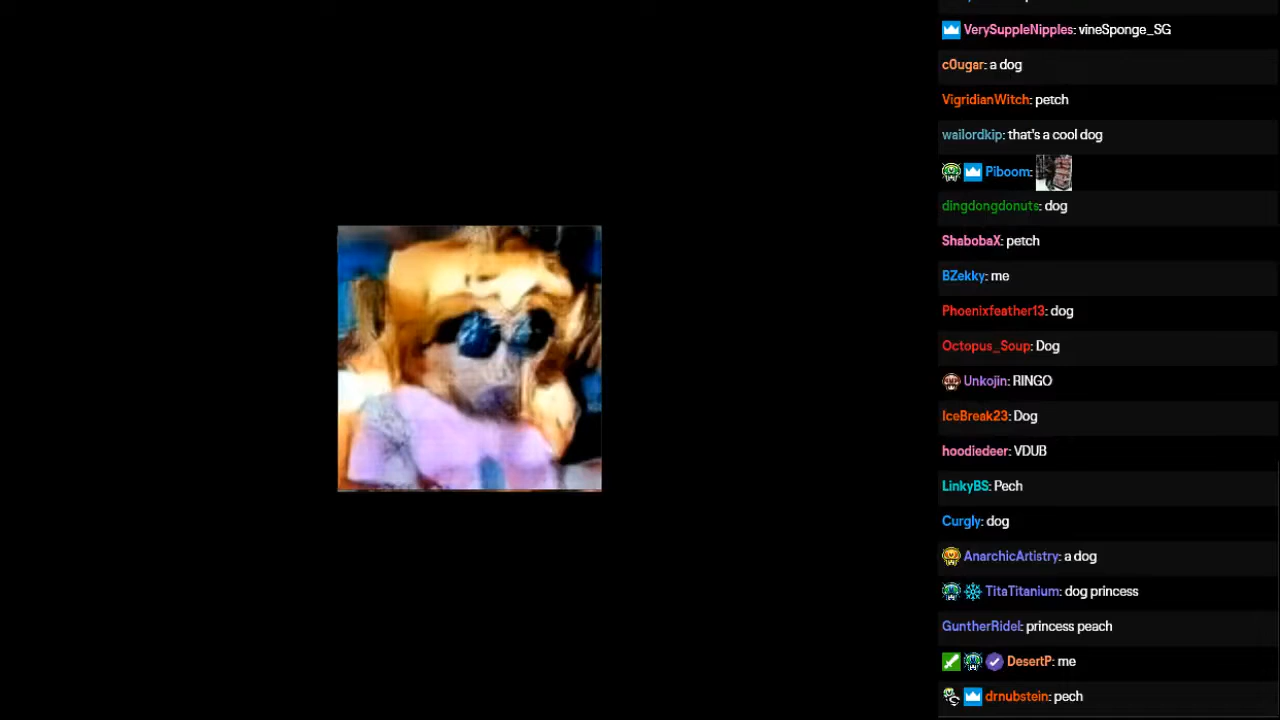 VerySuppleNipples: vineSponge_SG
c0ugar: a dog
VigridianWitch: petch
wailordkip: that's a cool dog
Piboom:
dingdongdonuts: dog
ShabobaX: petch
BZekky: me
Phoenixfeather13: dog
Octopus_Soup: Dog
Unkojin: RINGO
IceBreak23: Dog
hoodiedeer: VDUB
LinkyBS: Pech
Curgly: dog
AnarchicArtistry: a dog
TitaTitanium: dog princess
GuntherRidel: princess peach
DesertP: me
drnubstein: pech